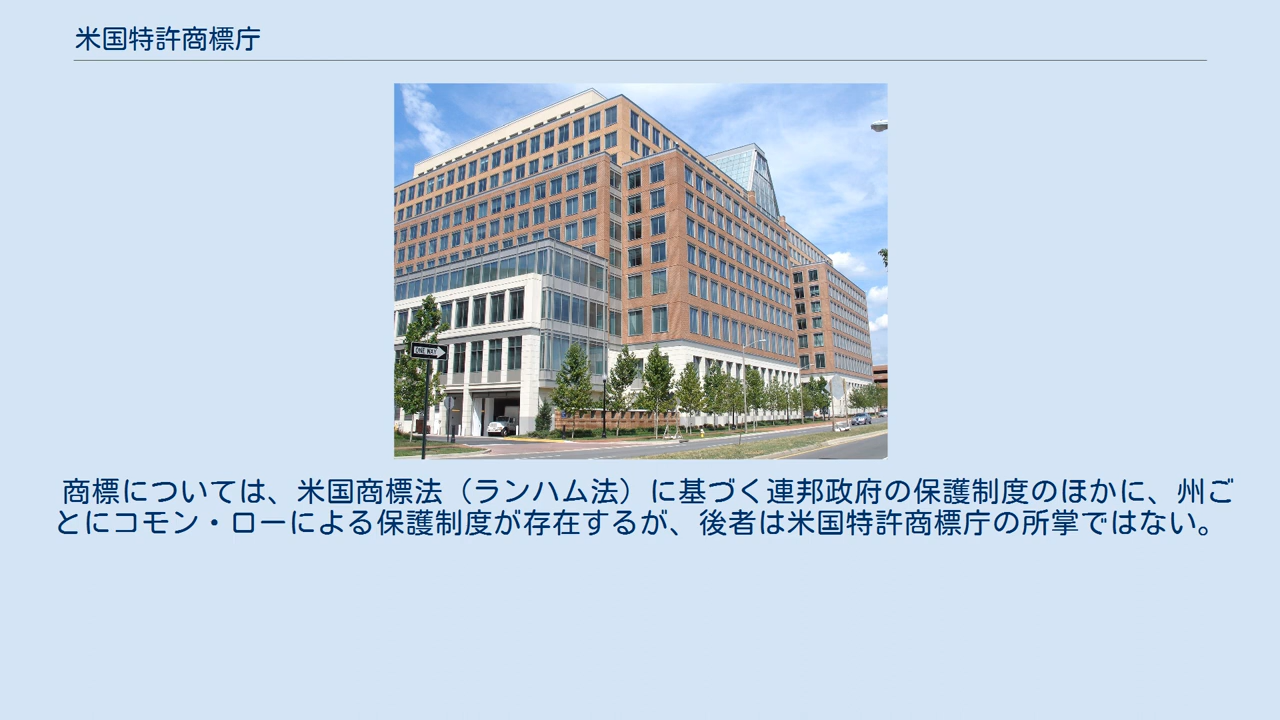 米国特許商標庁
ONE WAY
商標については、米国商標法（ランハム法）に基づく連邦政府の保護制度のほかに、州ご
とにコモン・ローによる保護制度が存在するが、後者は米国特許商標庁の所掌ではない。